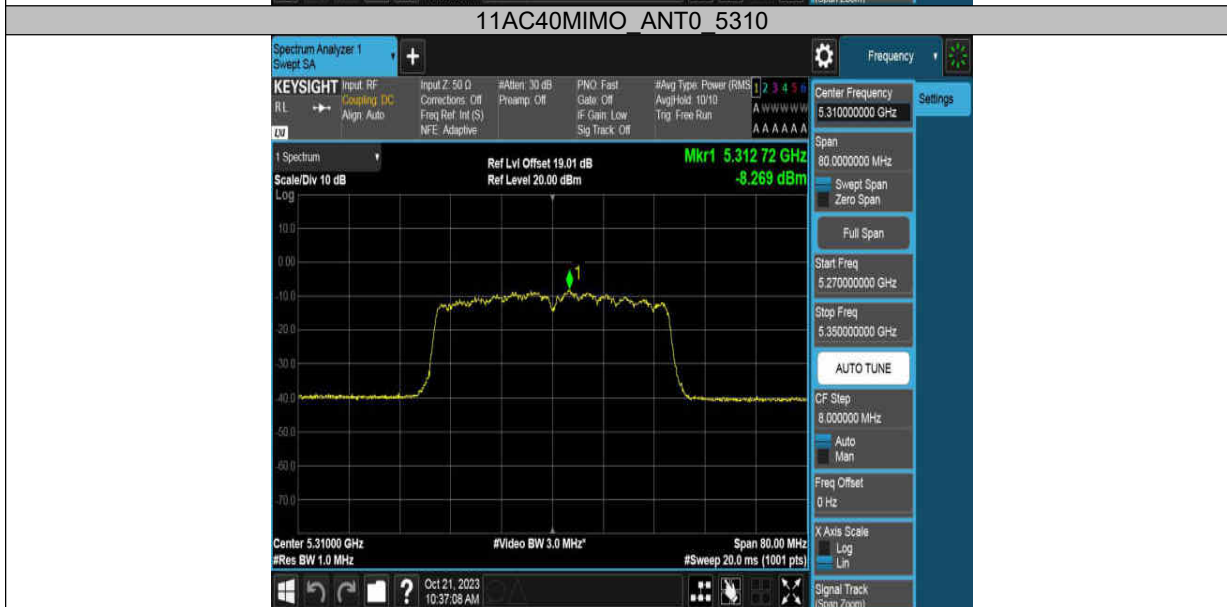 (Span Zoom)
11AC40MIMO_ANT0_5310
Spectrum Analyzer 1
Swept SA
+
Frequency
KEYSIGHT
Input: RF
Coupling: DC
Align: Auto
RL
LXI
Input Z: 50 Ω
Corrections: Off
Freq Ref: Int (S)
NFE: Adaptive
#Atten: 30 dB
Preamp: Off
PNO: Fast
Gate: Off
IF Gain: Low
Sig Track: Off
#Avg Type: Power (RMS
Avg|Hold: 10/10
Trig: Free Run
1 2 3 4 5 6
A W W W W W
A A A A A A
Center Frequency
5.310000000 GHz
Settings
Span
80.0000000 MHz
Swept Span
Zero Span
Full Span
Start Freq
5.270000000 GHz
Stop Freq
5.350000000 GHz
AUTO TUNE
CF Step
8.000000 MHz
Auto
Man
Freq Offset
0 Hz
X Axis Scale
Log
Lin
Signal Track
(Span Zoom)
1 Spectrum
Scale/Div 10 dB
Log
Ref Lvl Offset 19.01 dB
Ref Level 20.00 dBm
Mkr1 5.312 72 GHz
-8.269 dBm
10.0
0.00
-10.0
-20.0
-30.0
-40.0
-50.0
-60.0
-70.0
1
Center 5.31000 GHz
#Res BW 1.0 MHz
#Video BW 3.0 MHz*
Span 80.00 MHz
#Sweep 20.0 ms (1001 pts)
?
Oct 21, 2023
10:37:08 AM